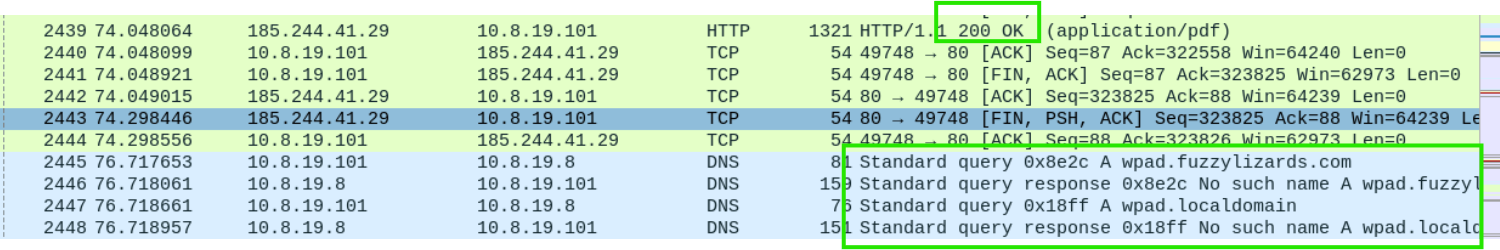 2439 74.048064 185.244.41.29 10.8.19.101 HTTP 1321 HTTP/1.1 200 OK (application/pdf)
2440 74.048099 10.8.19.101 185.244.41.29 TCP 54 49748 → 80 [ACK] Seq=87 Ack=322558 Win=64240 Len=0
2441 74.048921 10.8.19.101 185.244.41.29 TCP 54 49748 → 80 [FIN, ACK] Seq=87 Ack=323825 Win=62973 Len=0
2442 74.049015 185.244.41.29 10.8.19.101 TCP 54 80 → 49748 [ACK] Seq=323825 Ack=88 Win=64239 Len=0
2443 74.298446 185.244.41.29 10.8.19.101 TCP 54 80 → 49748 [FIN, PSH, ACK] Seq=323825 Ack=88 Win=64239 Le
2444 74.298556 10.8.19.101 185.244.41.29 TCP 54 49748 → 80 [ACK] Seq=88 Ack=323826 Win=62973 Len=0
2445 76.717653 10.8.19.101 10.8.19.8 DNS 81 Standard query 0x8e2c A wpad.fuzzylizards.com
2446 76.718061 10.8.19.8 10.8.19.101 DNS 159 Standard query response 0x8e2c No such name A wpad.fuzzyl
2447 76.718661 10.8.19.101 10.8.19.8 DNS 76 Standard query 0x18ff A wpad.localdomain
2448 76.718957 10.8.19.8 10.8.19.101 DNS 151 Standard query response 0x18ff No such name A wpad.locald